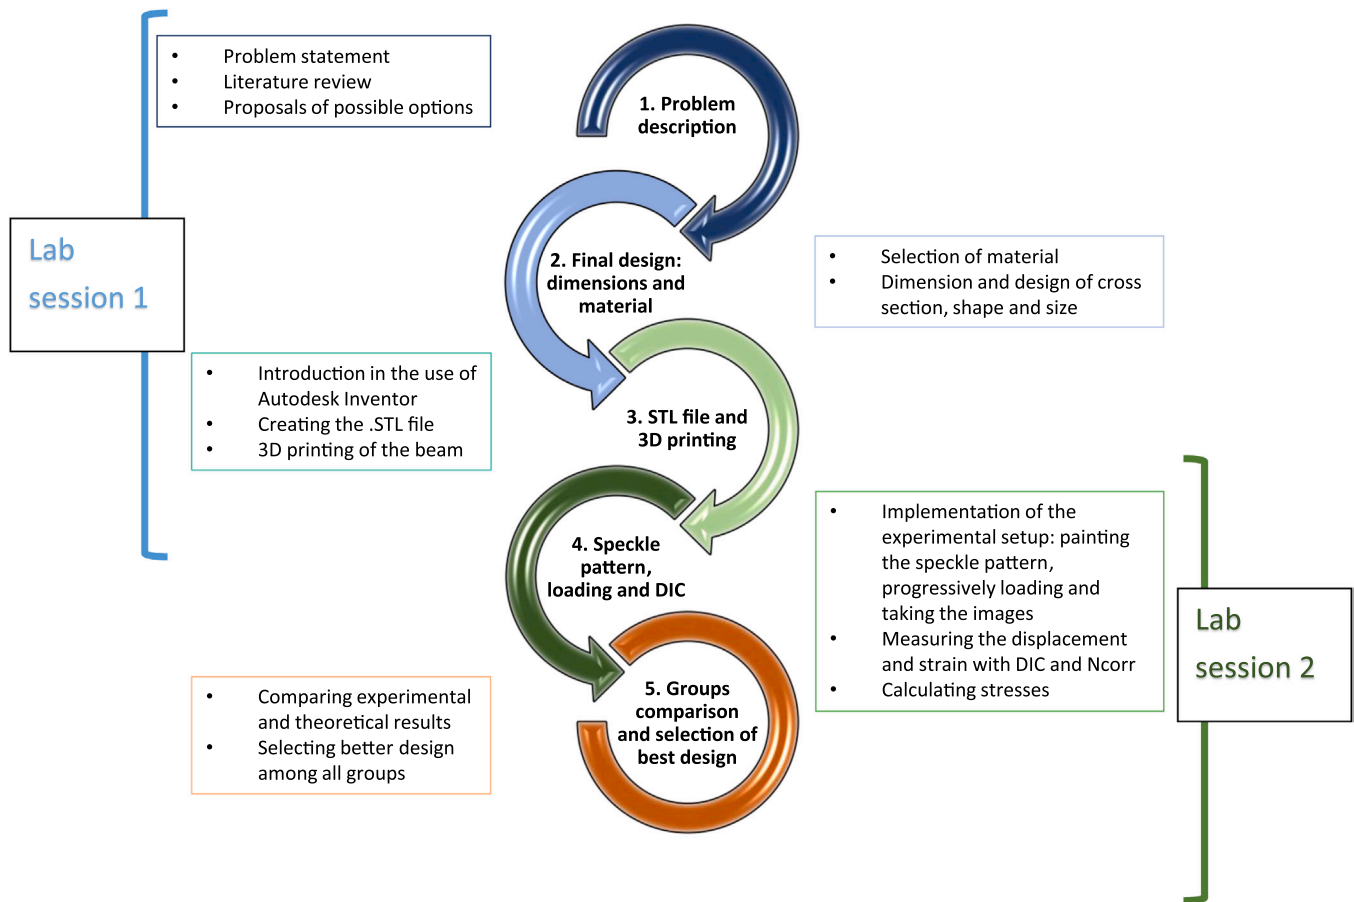 Lab
session 1
• Problem statement
• Literature review
• Proposals of possible options
1. Problem
description
2. Final design:
dimensions and
material
• Selection of material
• Dimension and design of cross
section, shape and size
• Introduction in the use of
Autodesk Inventor
• Creating the .STL file
• 3D printing of the beam
3. STL file and
3D printing
4. Speckle
pattern,
loading and DIC
• Implementation of the
experimental setup: painting
the speckle pattern,
progressively loading and
taking the images
• Measuring the displacement
and strain with DIC and Ncorr
• Calculating stresses
Lab
session 2
• Comparing experimental
and theoretical results
• Selecting better design
among all groups
5. Groups
comparison
and selection of
best design